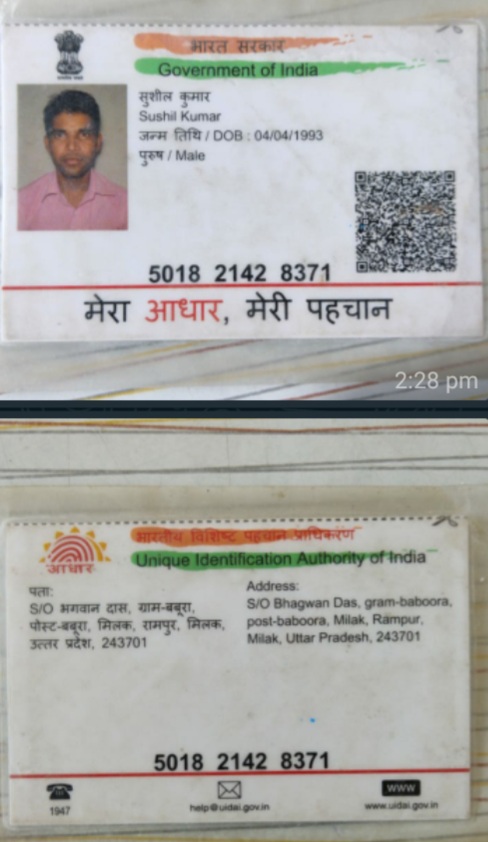 भारत सरकार
Government of India
सुशील कुमार
Sushil Kumar
जन्म तिथि / DOB : 04/04/1993
पुरुष / Male
5018 2142 8371
मेरा आधार, मेरी पहचान
2:28 pm
भारतीय विशिष्ट पहचान प्राधिकरण
आधार
Unique Identification Authority of India
पता:
S/O भगवान दास, ग्राम-बबूरा,
पोस्ट-बबूरा, मिलक, रामपुर, मिलक,
उत्तर प्रदेश, 243701
Address:
S/O Bhagwan Das, gram-baboora,
post-baboora, Milak, Rampur,
Milak, Uttar Pradesh, 243701
5018 2142 8371
1947
help@uidai.gov.in
www
www.uidai.gov.in